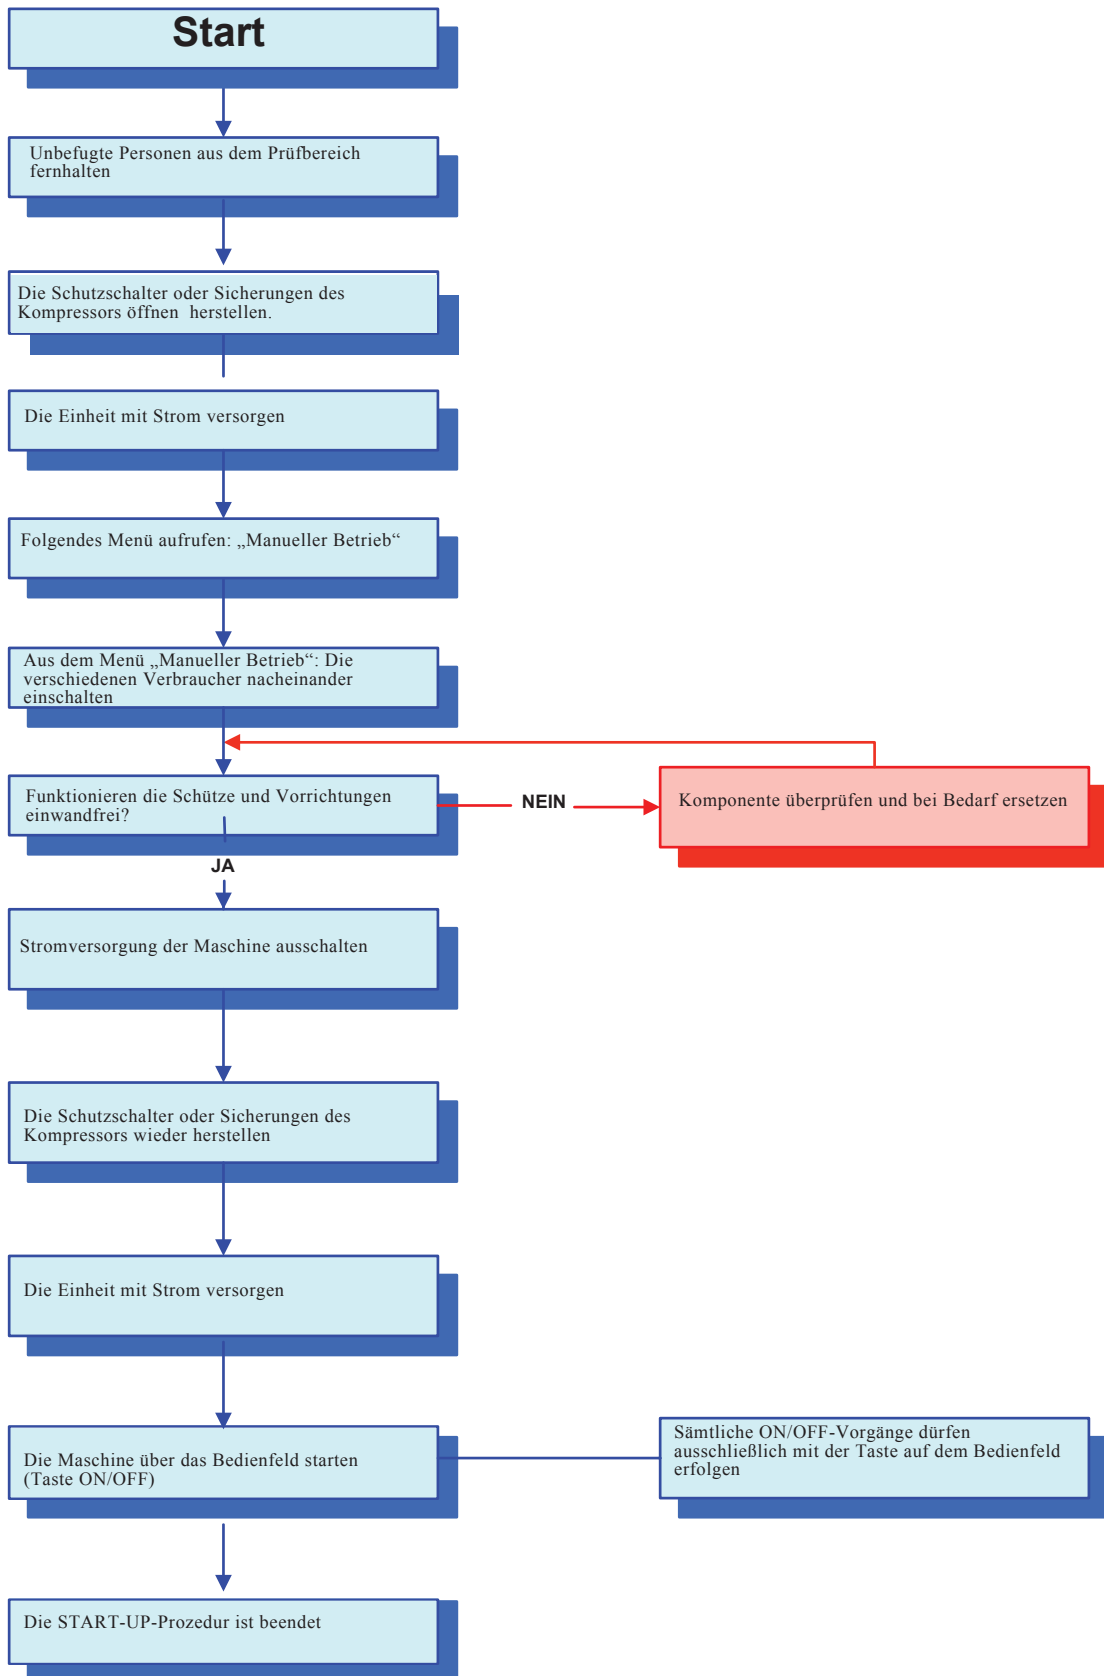 Start
Unbefugte Personen aus dem Prüfbereich
fernhalten
Die Schutzschalter oder Sicherungen des
Kompressors öffnen  herstellen.
Die Einheit mit Strom versorgen
Folgendes Menü aufrufen: „Manueller Betrieb“
Aus dem Menü „Manueller Betrieb“: Die
verschiedenen Verbraucher nacheinander
einschalten
Funktionieren die Schütze und Vorrichtungen
einwandfrei?
NEIN
Komponente überprüfen und bei Bedarf ersetzen
JA
Stromversorgung der Maschine ausschalten
Die Schutzschalter oder Sicherungen des
Kompressors wieder herstellen
Die Einheit mit Strom versorgen
Die Maschine über das Bedienfeld starten
(Taste ON/OFF)
Sämtliche ON/OFF-Vorgänge dürfen
ausschließlich mit der Taste auf dem Bedienfeld
erfolgen
Die START-UP-Prozedur ist beendet